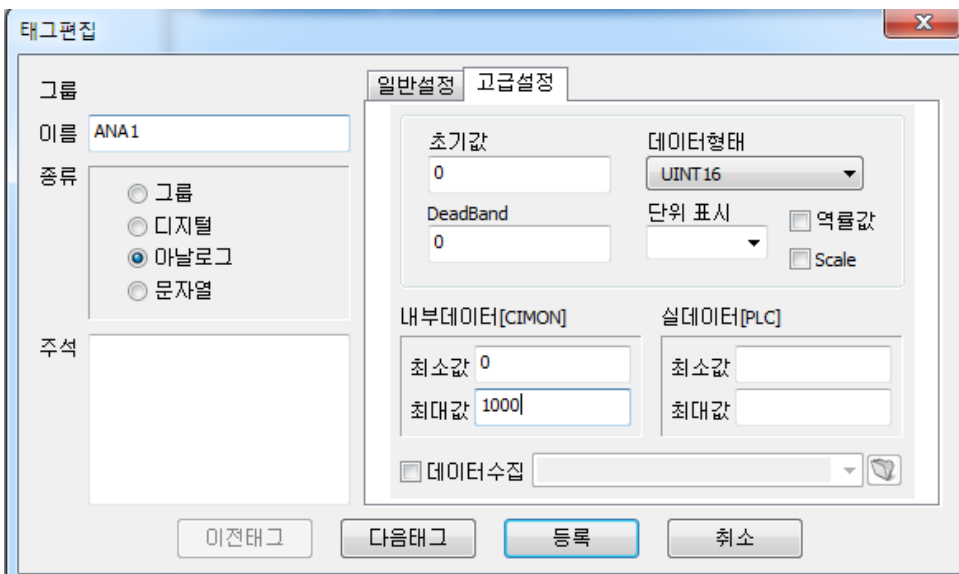 태그편집
그룹
이름 ANA1
종류
그룹
디지털
아날로그
문자열
주석
일반설정 고급설정
초기값 데이터형태
0 UINT16
DeadBand 단위 표시 역률값
0 Scale
내부데이터[CIMON] 실데이터[PLC]
최소값 0 최소값
최대값 1000 최대값
데이터수집
이전태그 다음태그 등록 취소